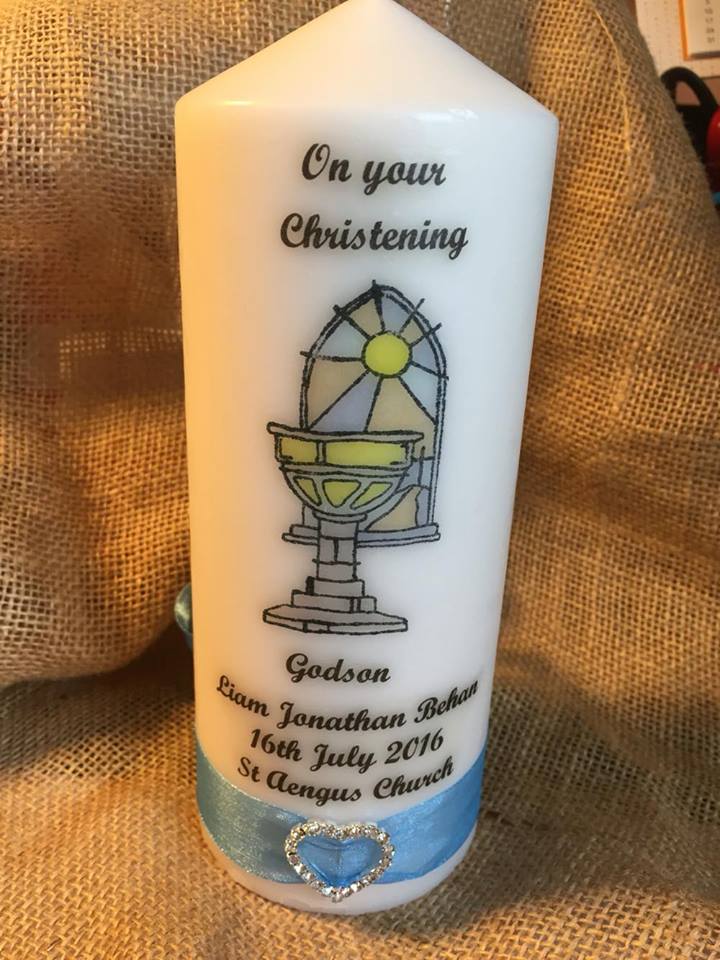 On your
Christening
Godson
Liam Jonathan Behan
16th July 2016
St Aengus Church